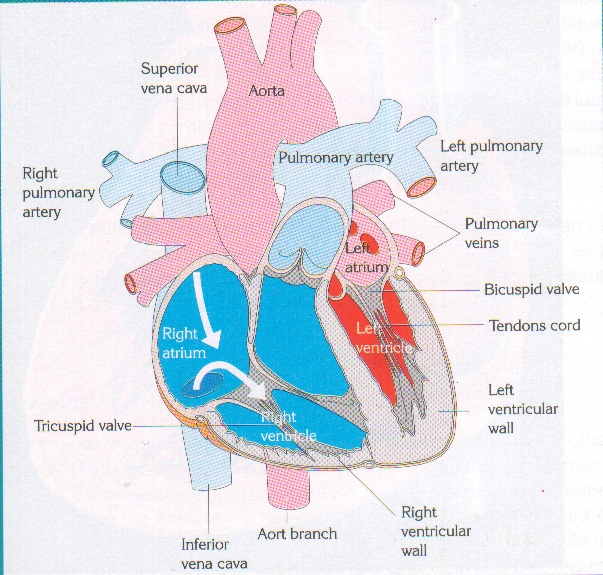 Superior
vena cava
Aorta
Pulmonary artery
Left pulmonary
artery
Right
pulmonary
artery
Pulmonary
veins
Left
atrium
Bicuspid valve
Right
atrium
Left
ventricle
Tendons cord
Left
ventricular
wall
Tricuspid valve
Right
ventricle
Right
ventricular
wall
Aort branch
Inferior
vena cava